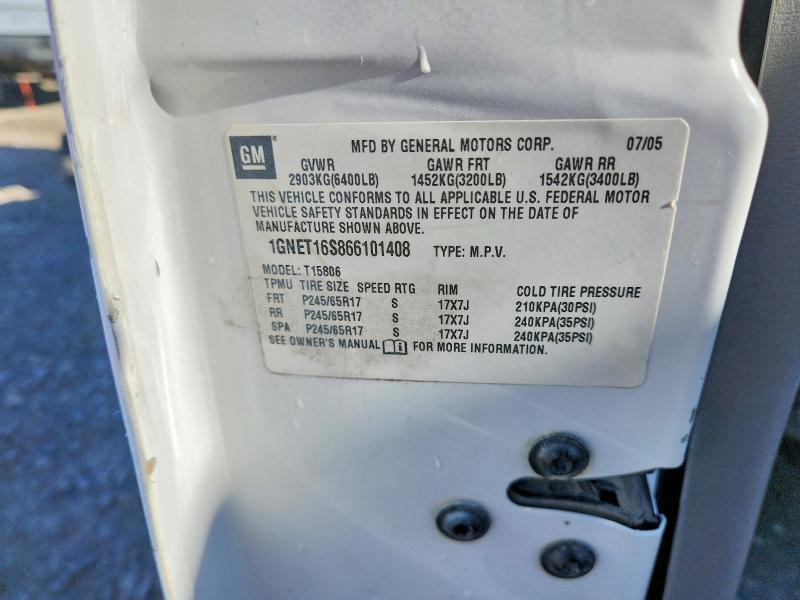 GM MFD BY GENERAL MOTORS CORP. 07/05
GVWR GAWR FRT GAWR RR
2903KG(6400LB) 1452KG(3200LB) 1542KG(3400LB)
THIS VEHICLE CONFORMS TO ALL APPLICABLE U.S. FEDERAL MOTOR
VEHICLE SAFETY STANDARDS IN EFFECT ON THE DATE OF
MANUFACTURE SHOWN ABOVE.
1GNET16S866101408 TYPE: M.P.V.
MODEL: T15806
TPMU TIRE SIZE SPEED RTG RIM COLD TIRE PRESSURE
FRT P245/65R17 S 17X7J 210KPA(30PSI)
RR P245/65R17 S 17X7J 240KPA(35PSI)
SPA P245/65R17 S 17X7J 240KPA(35PSI)
SEE OWNER'S MANUAL FOR MORE INFORMATION.